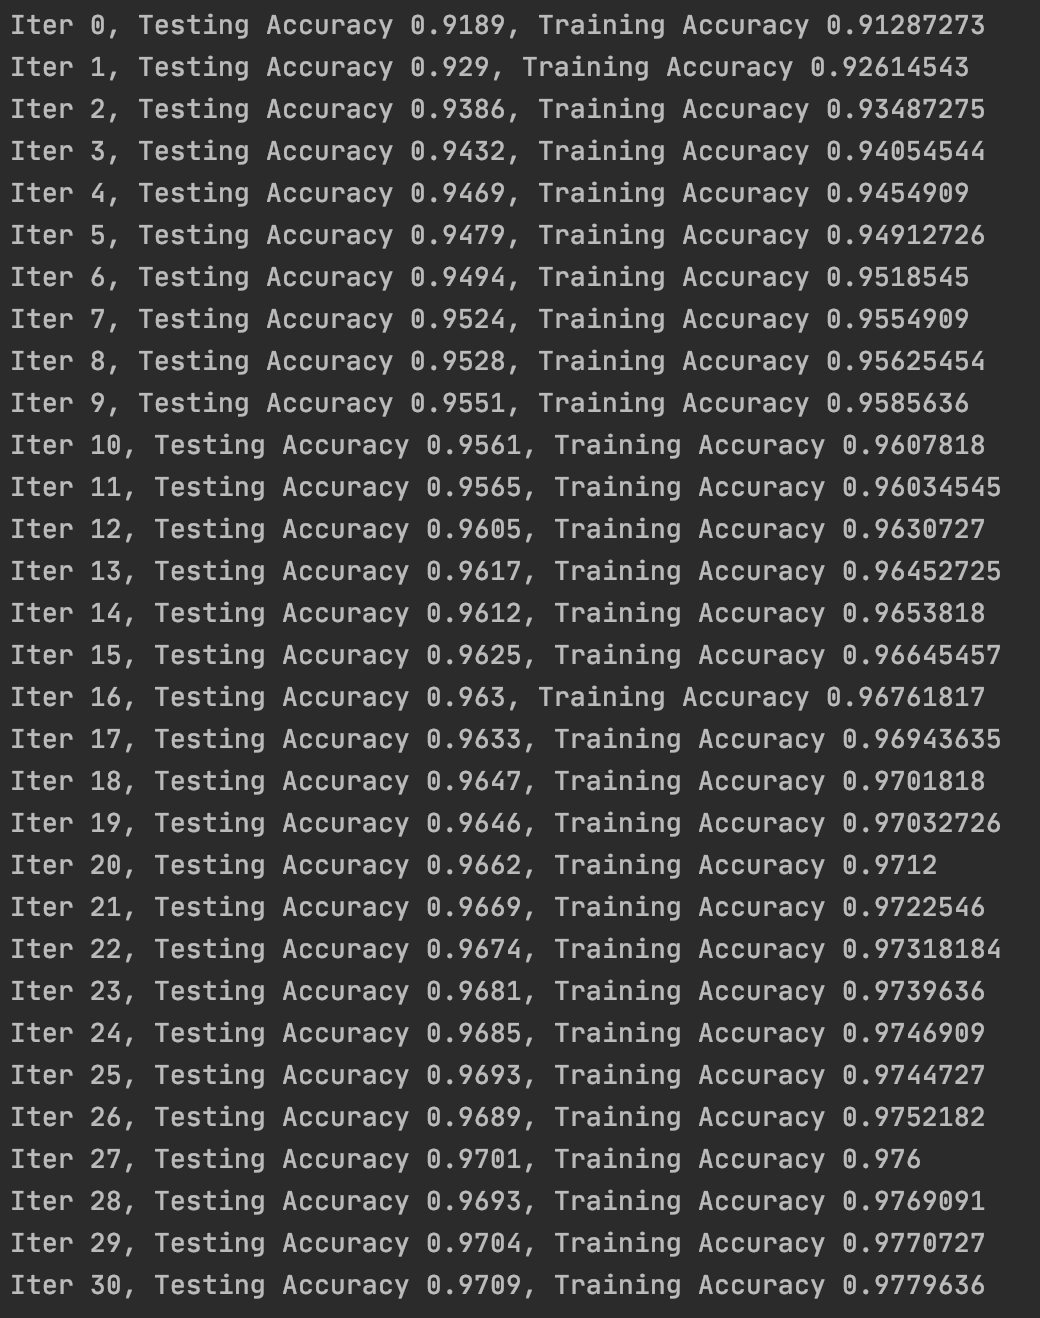 Iter 0, Testing Accuracy 0.9189, Training Accuracy 0.91287273
Iter 1, Testing Accuracy 0.929, Training Accuracy 0.92614543
Iter 2, Testing Accuracy 0.9386, Training Accuracy 0.93487275
Iter 3, Testing Accuracy 0.9432, Training Accuracy 0.94054544
Iter 4, Testing Accuracy 0.9469, Training Accuracy 0.9454909
Iter 5, Testing Accuracy 0.9479, Training Accuracy 0.94912726
Iter 6, Testing Accuracy 0.9494, Training Accuracy 0.9518545
Iter 7, Testing Accuracy 0.9524, Training Accuracy 0.9554909
Iter 8, Testing Accuracy 0.9528, Training Accuracy 0.95625454
Iter 9, Testing Accuracy 0.9551, Training Accuracy 0.9585636
Iter 10, Testing Accuracy 0.9561, Training Accuracy 0.9607818
Iter 11, Testing Accuracy 0.9565, Training Accuracy 0.96034545
Iter 12, Testing Accuracy 0.9605, Training Accuracy 0.9630727
Iter 13, Testing Accuracy 0.9617, Training Accuracy 0.96452725
Iter 14, Testing Accuracy 0.9612, Training Accuracy 0.9653818
Iter 15, Testing Accuracy 0.9625, Training Accuracy 0.96645457
Iter 16, Testing Accuracy 0.963, Training Accuracy 0.96761817
Iter 17, Testing Accuracy 0.9633, Training Accuracy 0.96943635
Iter 18, Testing Accuracy 0.9647, Training Accuracy 0.9701818
Iter 19, Testing Accuracy 0.9646, Training Accuracy 0.97032726
Iter 20, Testing Accuracy 0.9662, Training Accuracy 0.9712
Iter 21, Testing Accuracy 0.9669, Training Accuracy 0.9722546
Iter 22, Testing Accuracy 0.9674, Training Accuracy 0.97318184
Iter 23, Testing Accuracy 0.9681, Training Accuracy 0.9739636
Iter 24, Testing Accuracy 0.9685, Training Accuracy 0.9746909
Iter 25, Testing Accuracy 0.9693, Training Accuracy 0.9744727
Iter 26, Testing Accuracy 0.9689, Training Accuracy 0.9752182
Iter 27, Testing Accuracy 0.9701, Training Accuracy 0.976
Iter 28, Testing Accuracy 0.9693, Training Accuracy 0.9769091
Iter 29, Testing Accuracy 0.9704, Training Accuracy 0.9770727
Iter 30, Testing Accuracy 0.9709, Training Accuracy 0.9779636